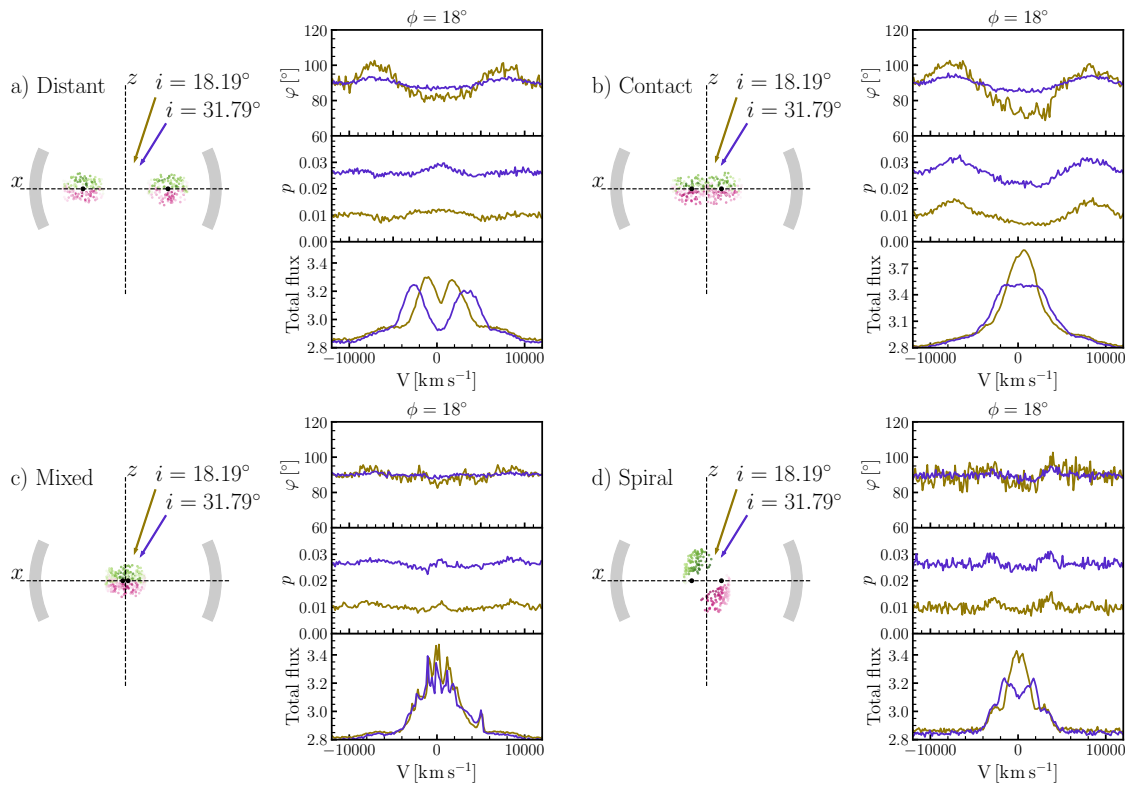 a) Distant
z
i = 18.19°
i = 31.79°
x
ϕ = 18°
φ [°]
120
100
80
60
p
0.03
0.02
0.01
0.00
Total flux
3.4
3.2
3.0
2.8
−10000 0 10000
V [km s⁻¹]
b) Contact
z
i = 18.19°
i = 31.79°
x
ϕ = 18°
φ [°]
120
100
80
60
p
0.03
0.02
0.01
0.00
Total flux
3.7
3.4
3.1
2.8
−10000 0 10000
V [km s⁻¹]
c) Mixed
z
i = 18.19°
i = 31.79°
x
ϕ = 18°
φ [°]
120
100
80
60
p
0.03
0.02
0.01
0.00
Total flux
3.4
3.2
3.0
2.8
−10000 0 10000
V [km s⁻¹]
d) Spiral
z
i = 18.19°
i = 31.79°
x
ϕ = 18°
φ [°]
120
100
80
60
p
0.03
0.02
0.01
0.00
Total flux
3.4
3.2
3.0
2.8
−10000 0 10000
V [km s⁻¹]